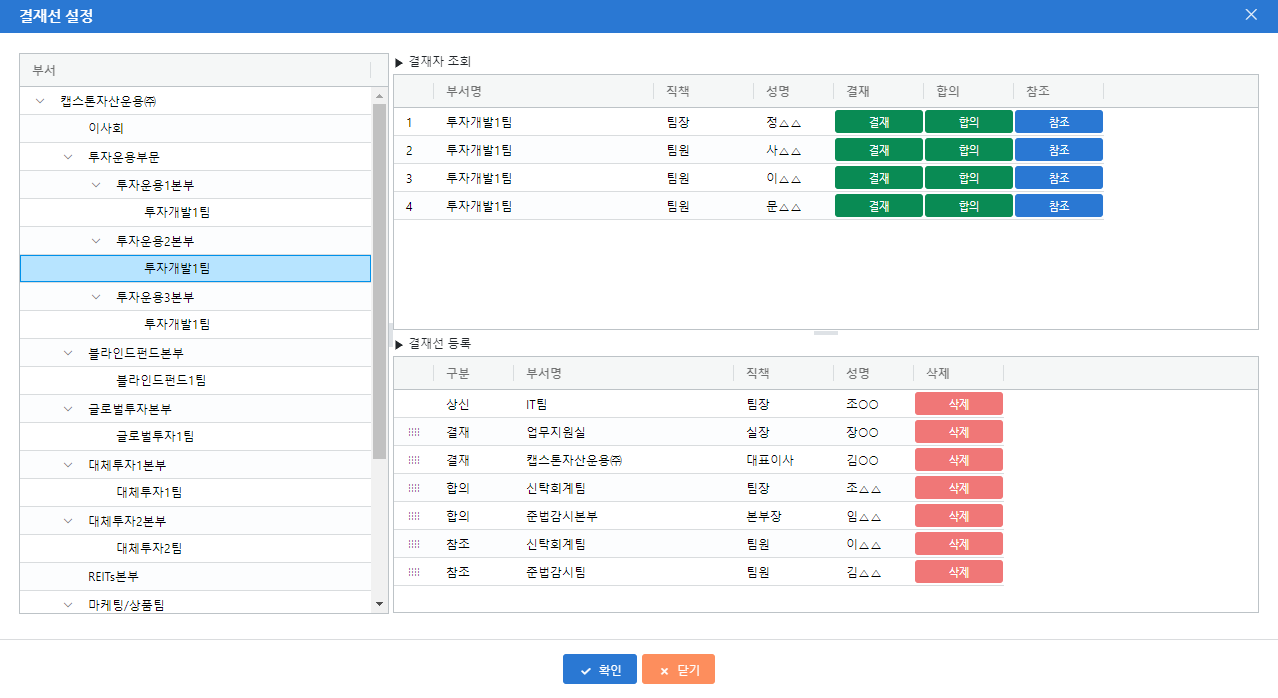 결재선 설정
부서
캡스톤자산운용㈜
이사회
투자운용부문
투자운용1본부
투자개발1팀
투자운용2본부
투자개발1팀
투자운용3본부
투자개발1팀
블라인드펀드본부
블라인드펀드1팀
글로벌투자본부
글로벌투자1팀
대체투자1본부
대체투자1팀
대체투자2본부
대체투자2팀
REITs본부
마케팅/상품팀
▶ 결재자 조회
부서명 직책 성명 결재 합의 참조
1 투자개발1팀 팀장 정△△ 결재 합의 참조
2 투자개발1팀 팀원 사△△ 결재 합의 참조
3 투자개발1팀 팀원 이△△ 결재 합의 참조
4 투자개발1팀 팀원 문△△ 결재 합의 참조
▶ 결재선 등록
구분 부서명 직책 성명 삭제
상신 IT팀 팀장 조○○ 삭제
결재 업무지원실 실장 장○○ 삭제
결재 캡스톤자산운용㈜ 대표이사 김○○ 삭제
합의 신탁회계팀 팀장 조△△ 삭제
합의 준법감시본부 본부장 임△△ 삭제
참조 신탁회계팀 팀원 이△△ 삭제
참조 준법감시팀 팀원 김△△ 삭제
확인 닫기